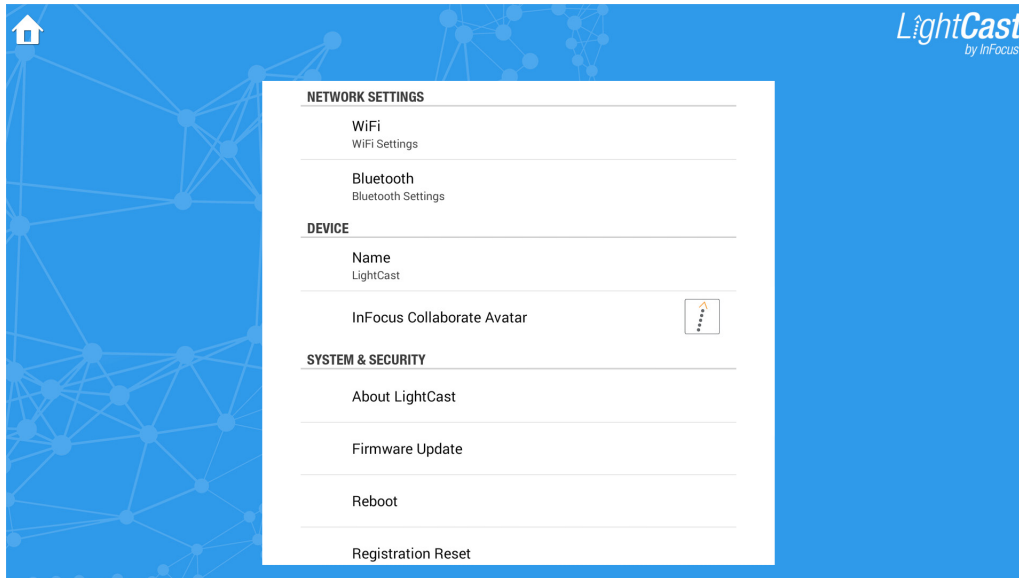 LightCast
by InFocus
NETWORK SETTINGS
WiFi
WiFi Settings
Bluetooth
Bluetooth Settings
DEVICE
Name
LightCast
InFocus Collaborate Avatar
SYSTEM & SECURITY
About LightCast
Firmware Update
Reboot
Registration Reset